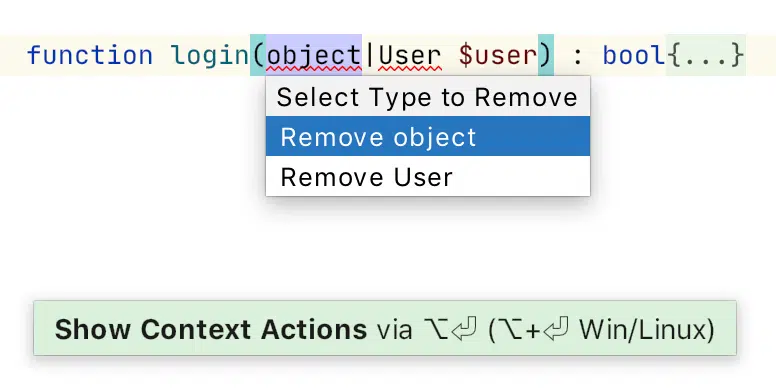 function login(object|User $user) : bool{...}
Select Type to Remove
Remove object
Remove User
Show Context Actions via ⌥⏎ (⌥+⏎ Win/Linux)